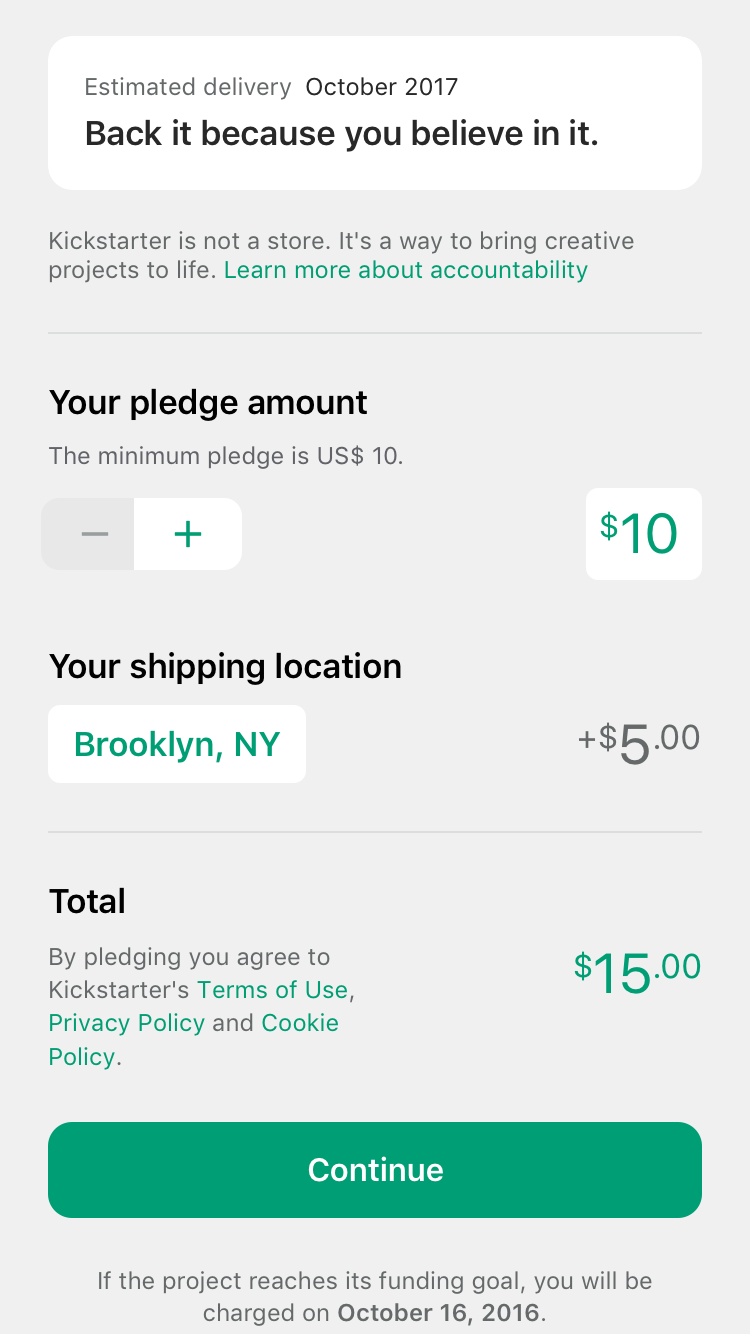 Estimated delivery October 2017
Back it because you believe in it.
Kickstarter is not a store. It's a way to bring creative
projects to life. Learn more about accountability
Your pledge amount
The minimum pledge is US$ 10.
− +
$10
Your shipping location
Brooklyn, NY
+$5.00
Total
By pledging you agree to
Kickstarter's Terms of Use,
Privacy Policy and Cookie
Policy.
$15.00
Continue
If the project reaches its funding goal, you will be
charged on October 16, 2016.